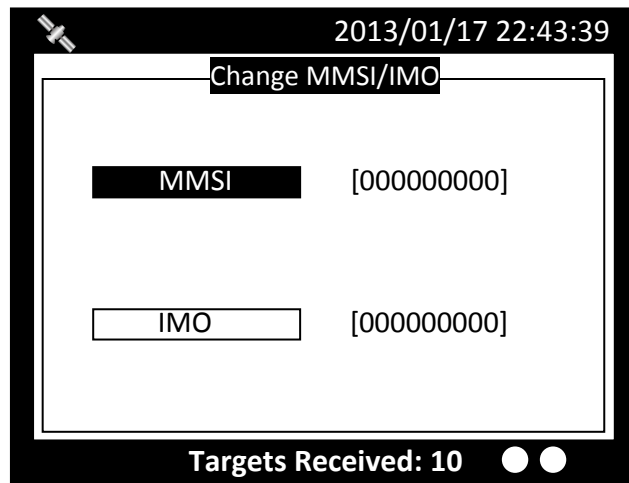 2013/01/17 22:43:39
Change MMSI/IMO
MMSI [000000000]
IMO [000000000]
Targets Received: 10